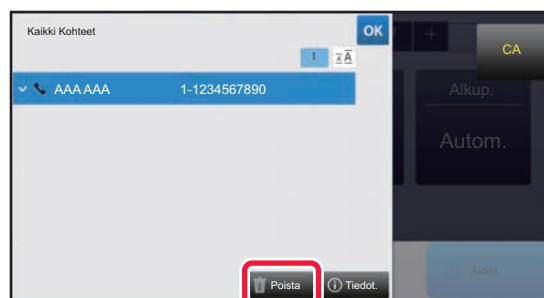 Kaikki Kohteet
OK
CA
1
AAA AAA 1-1234567890
Alkup.
Autom.
Poista
Tiedot.
Aloita